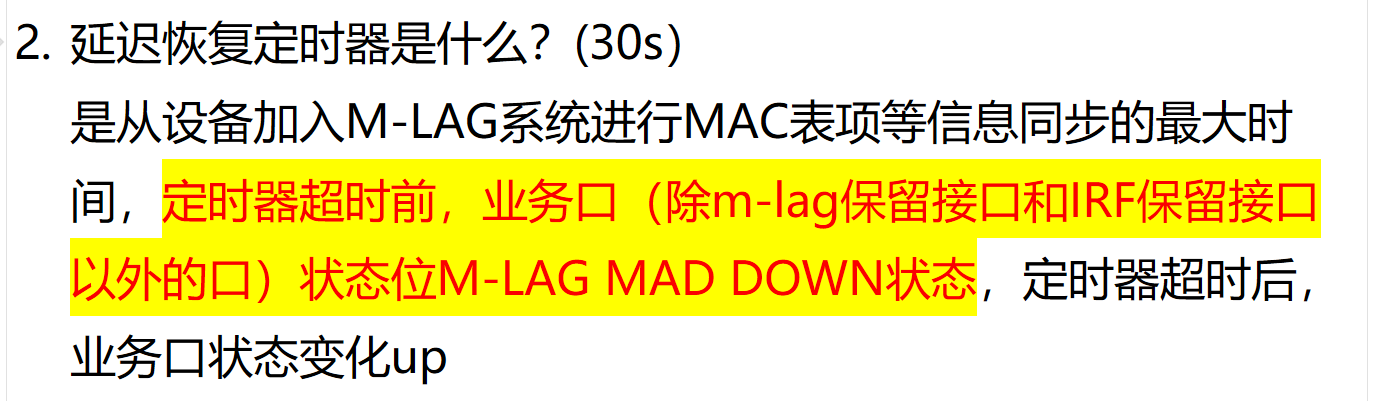 2. 延迟恢复定时器是什么？(30s）
是从设备加入M-LAG系统进行MAC表项等信息同步的最大时
间，定时器超时前，业务口（除m-lag保留接口和IRF保留接口
以外的口）状态位M-LAG MAD DOWN状态，定时器超时后，
业务口状态变化up